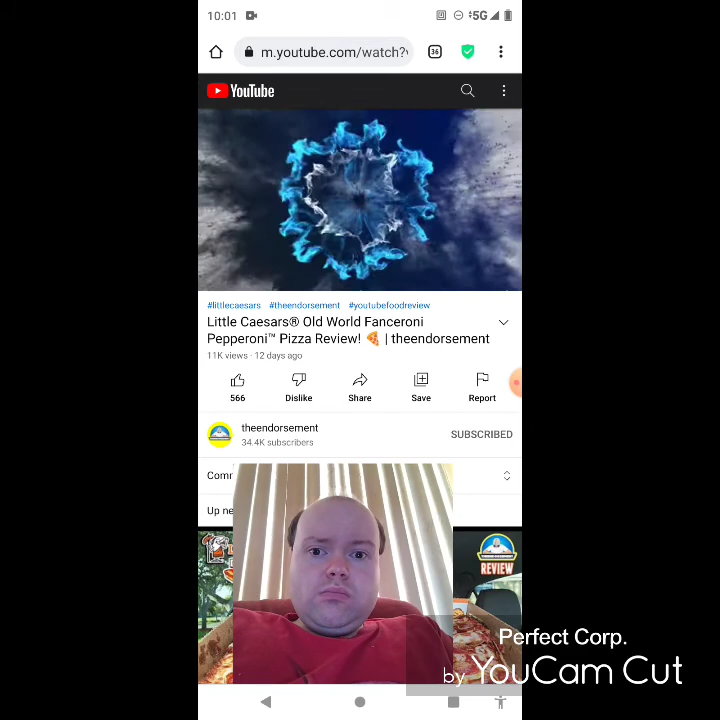 10:01
5G
m.youtube.com/watch?v
36
YouTube
#littlecaesars #theendorsement #youtubefoodreview
Little Caesars® Old World Fanceroni
Pepperoni™ Pizza Review! 🍕 | theendorsement
11K views · 12 days ago
566
Dislike
Share
Save
Report
theendorsement
34.4K subscribers
SUBSCRIBED
Comm
Up ne
REVIEW
Perfect Corp.
by YouCam Cut